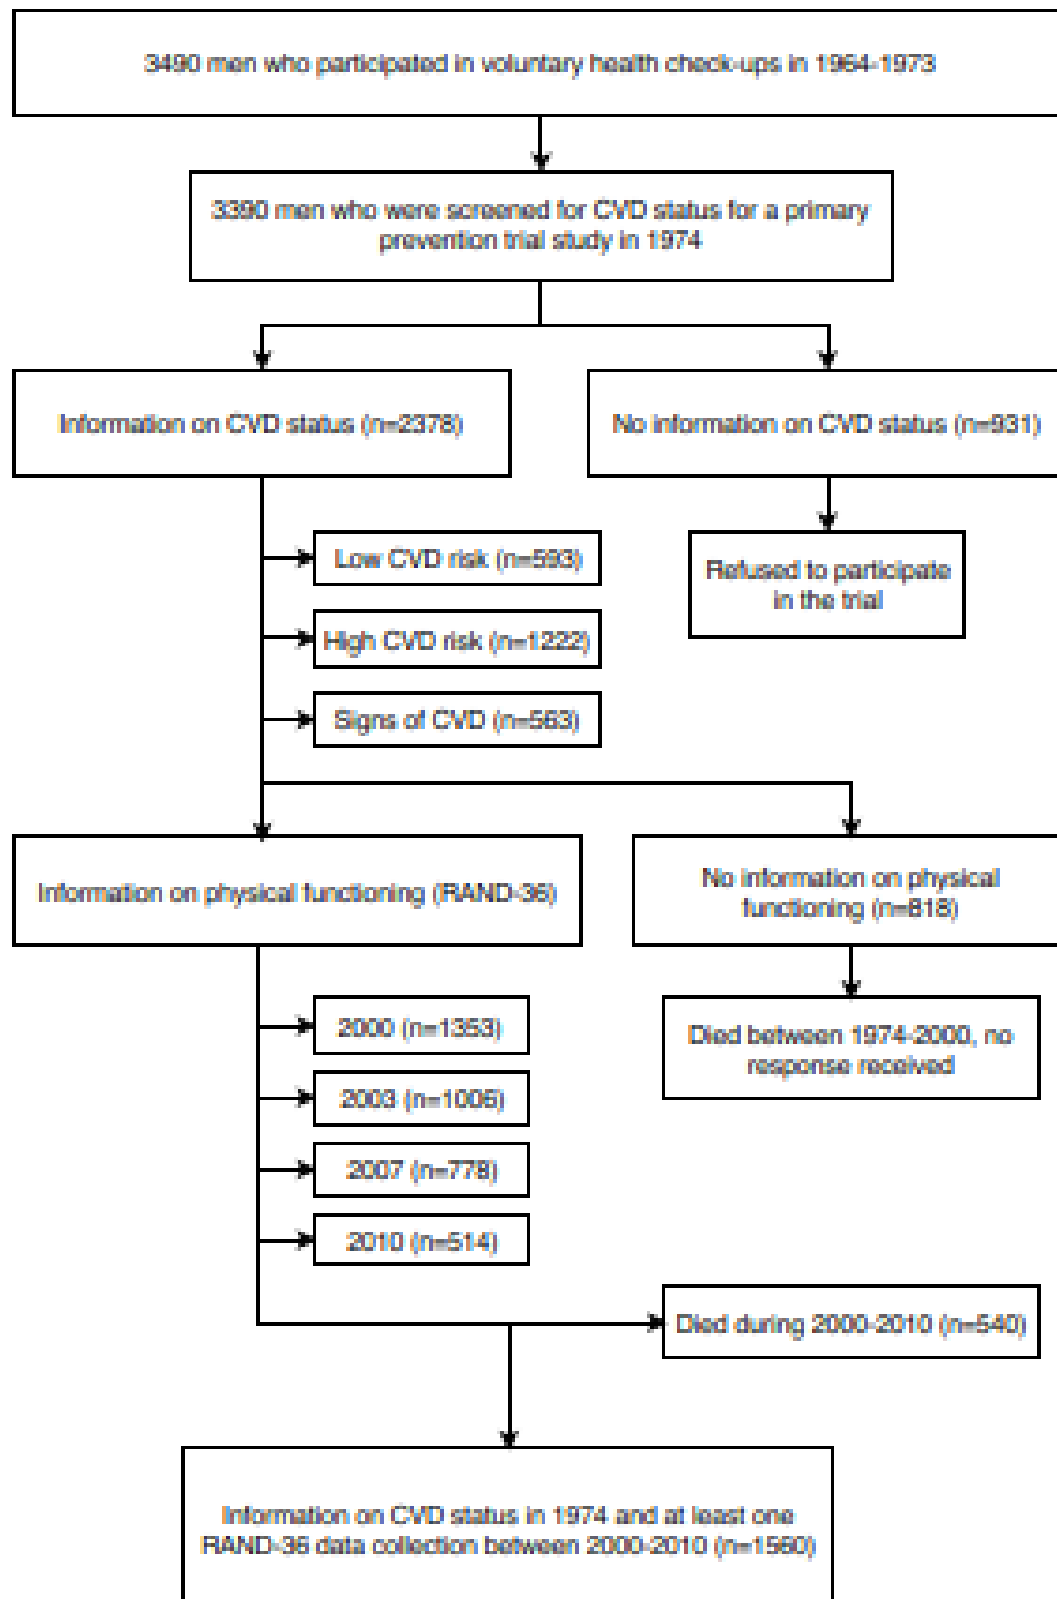 3490 men who participated in voluntary health check-ups in 1964-1973
3390 men who were screened for CVD status for a primary
prevention trial study in 1974
Information on CVD status (n=2378)
No information on CVD status (n=931)
Low CVD risk (n=593)
Refused to participate
in the trial
High CVD risk (n=1222)
Signs of CVD (n=563)
Information on physical functioning (RAND-36)
No information on physical
functioning (n=818)
2000 (n=1353)
Died between 1974-2000, no
response received
2003 (n=1006)
2007 (n=778)
2010 (n=514)
Died during 2000-2010 (n=540)
Information on CVD status in 1974 and at least one
RAND-36 data collection between 2000-2010 (n=1560)